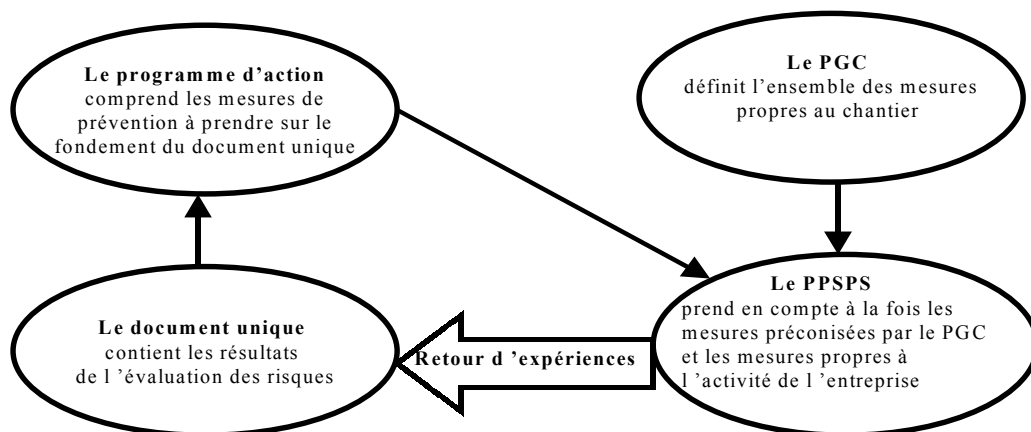 Le programme d'action
comprend les mesures de
prévention à prendre sur le
fondement du document unique
Le PGC
définit l'ensemble des mesures
propres au chantier
Le document unique
contient les résultats
de l 'évaluation des risques
Retour d 'expériences
Le PPSPS
prend en compte à la fois les
mesures préconisées par le PGC
et les mesures propres à
l 'activité de l 'entreprise